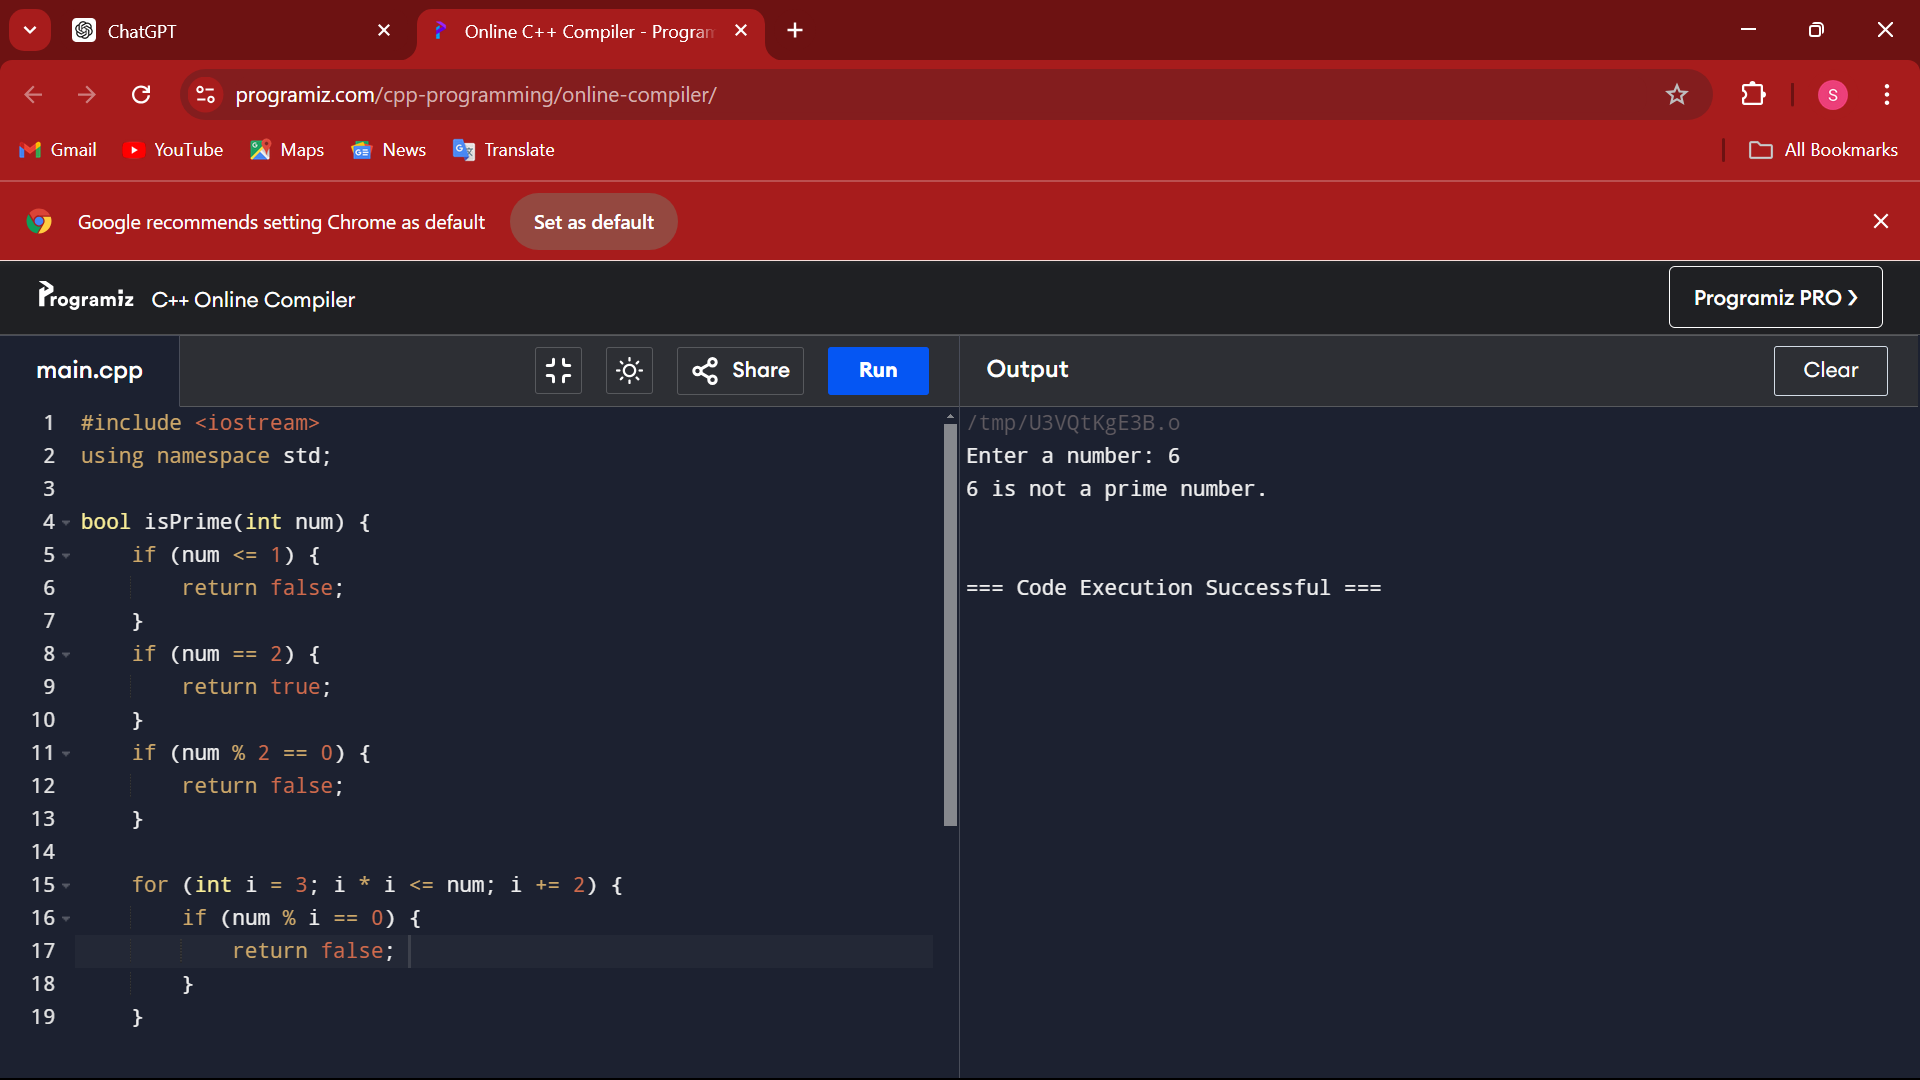 ChatGPT
Online C++ Compiler - Program
programiz.com/cpp-programming/online-compiler/
S
Gmail YouTube Maps News Translate All Bookmarks
Google recommends setting Chrome as default Set as default
Programiz C++ Online Compiler Programiz PRO
main.cpp Share Run
1 #include <iostream>
2 using namespace std;
3
4 bool isPrime(int num) {
5     if (num <= 1) {
6         return false;
7     }
8     if (num == 2) {
9         return true;
10     }
11     if (num % 2 == 0) {
12         return false;
13     }
14
15     for (int i = 3; i * i <= num; i += 2) {
16         if (num % i == 0) {
17             return false;
18         }
19     }
Output Clear
/tmp/U3VQtKgE3B.o
Enter a number: 6
6 is not a prime number.
=== Code Execution Successful ===